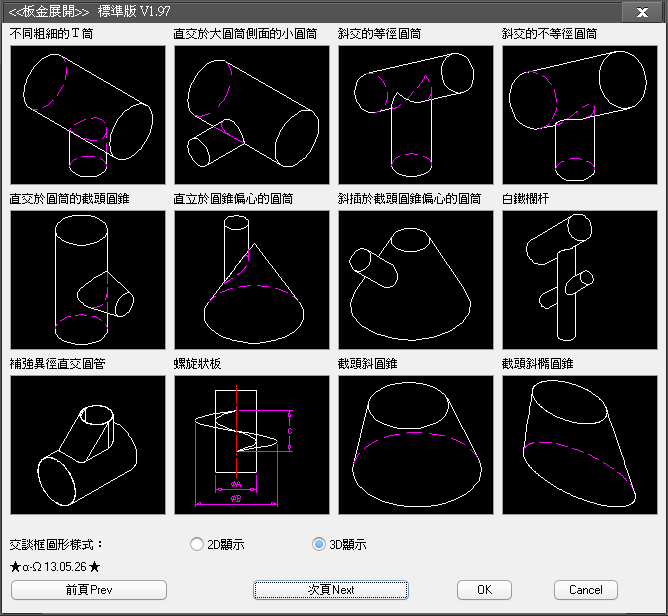 <<板金展開>> 標準版 V1.97
不同粗細的T筒
直交於大圓筒側面的小圓筒
斜交的等徑圓筒
斜交的不等徑圓筒
直交於圓筒的截頭圓錐
直立於圓錐偏心的圓筒
斜插於截頭圓錐偏心的圓筒
白鐵欄杆
補強異徑直交圓管
螺旋狀板
截頭斜圓錐
截頭斜橢圓錐
C
ØA
ØB
交談框圖形樣式：
2D顯示
3D顯示
★α-Ω 13.05.26★
前頁Prev
次頁Next
OK
Cancel